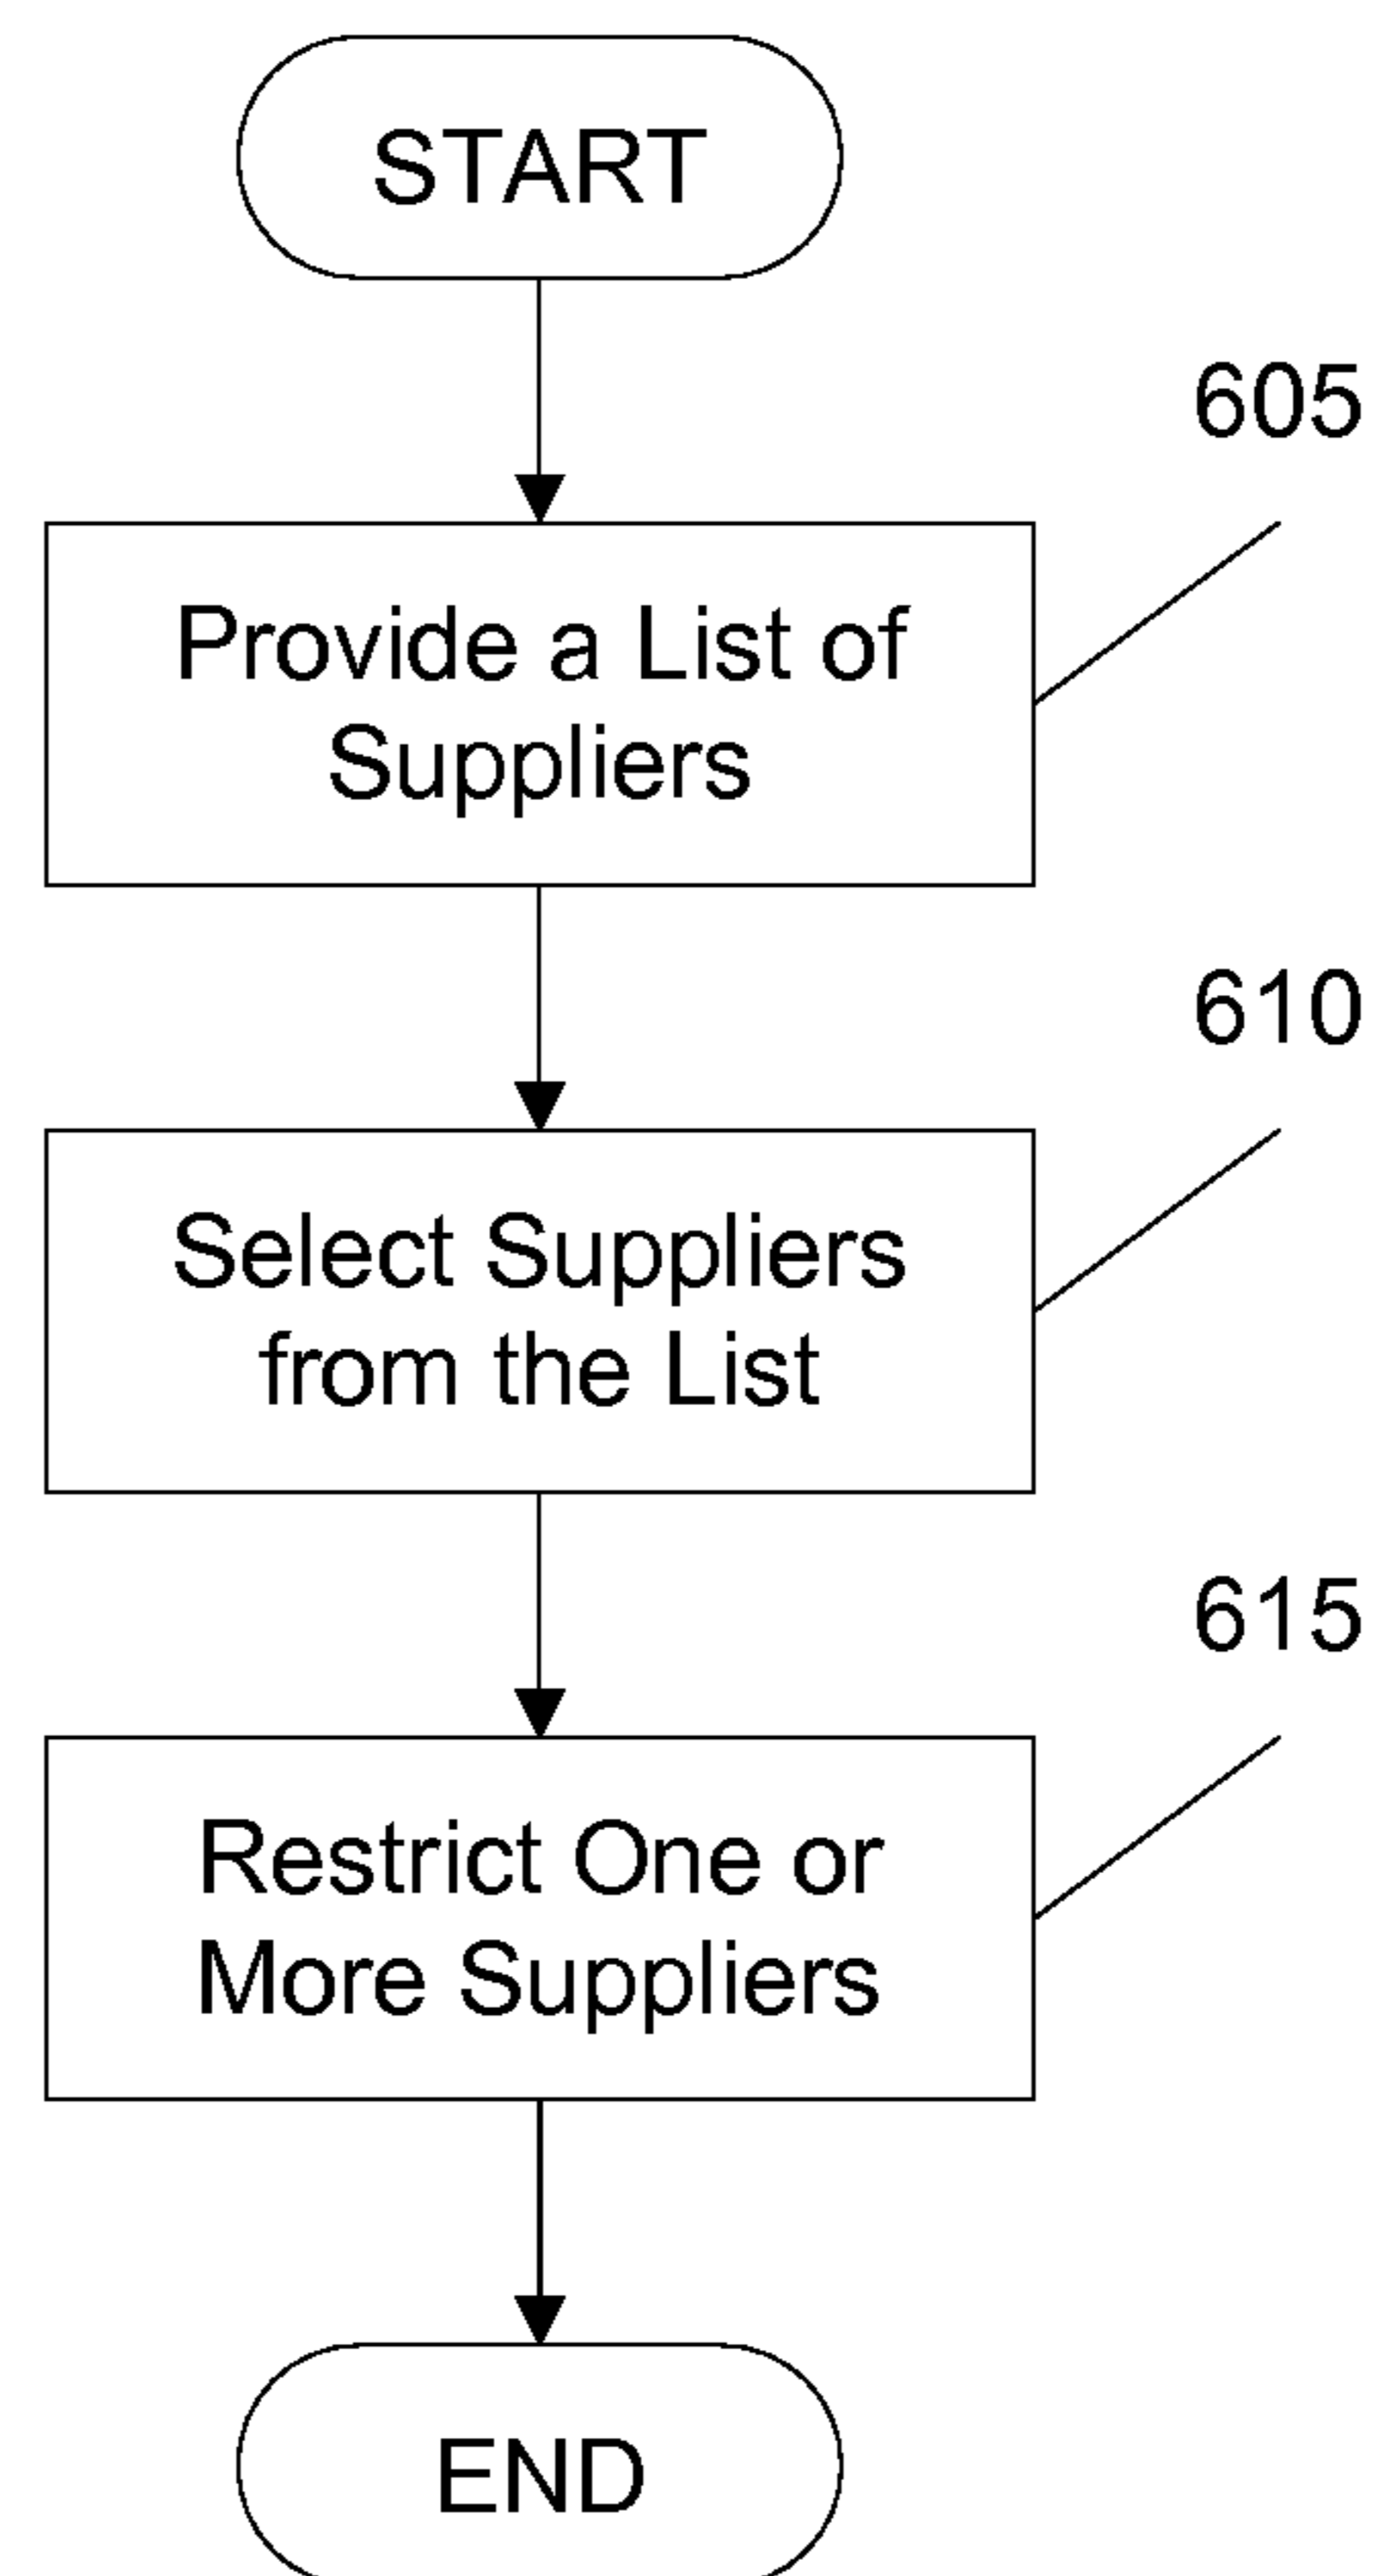 START
605
Provide a List of
Suppliers
610
Select Suppliers
from the List
615
Restrict One or
More Suppliers
END